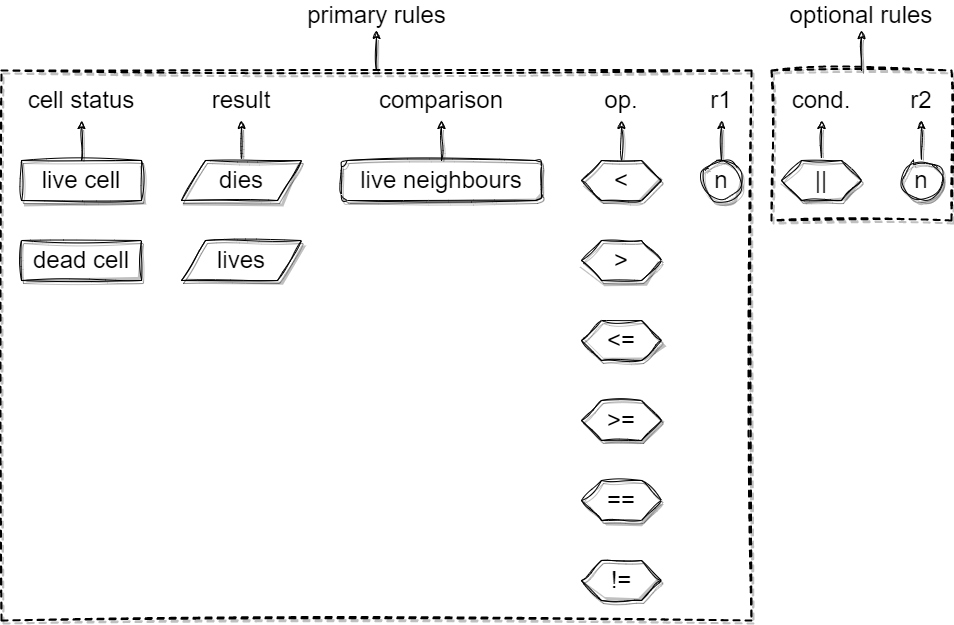 primary rules
optional rules
cell status result comparison op. r1 cond. r2
live cell dies live neighbours < n || n
dead cell lives >
<=
>=
==
!=